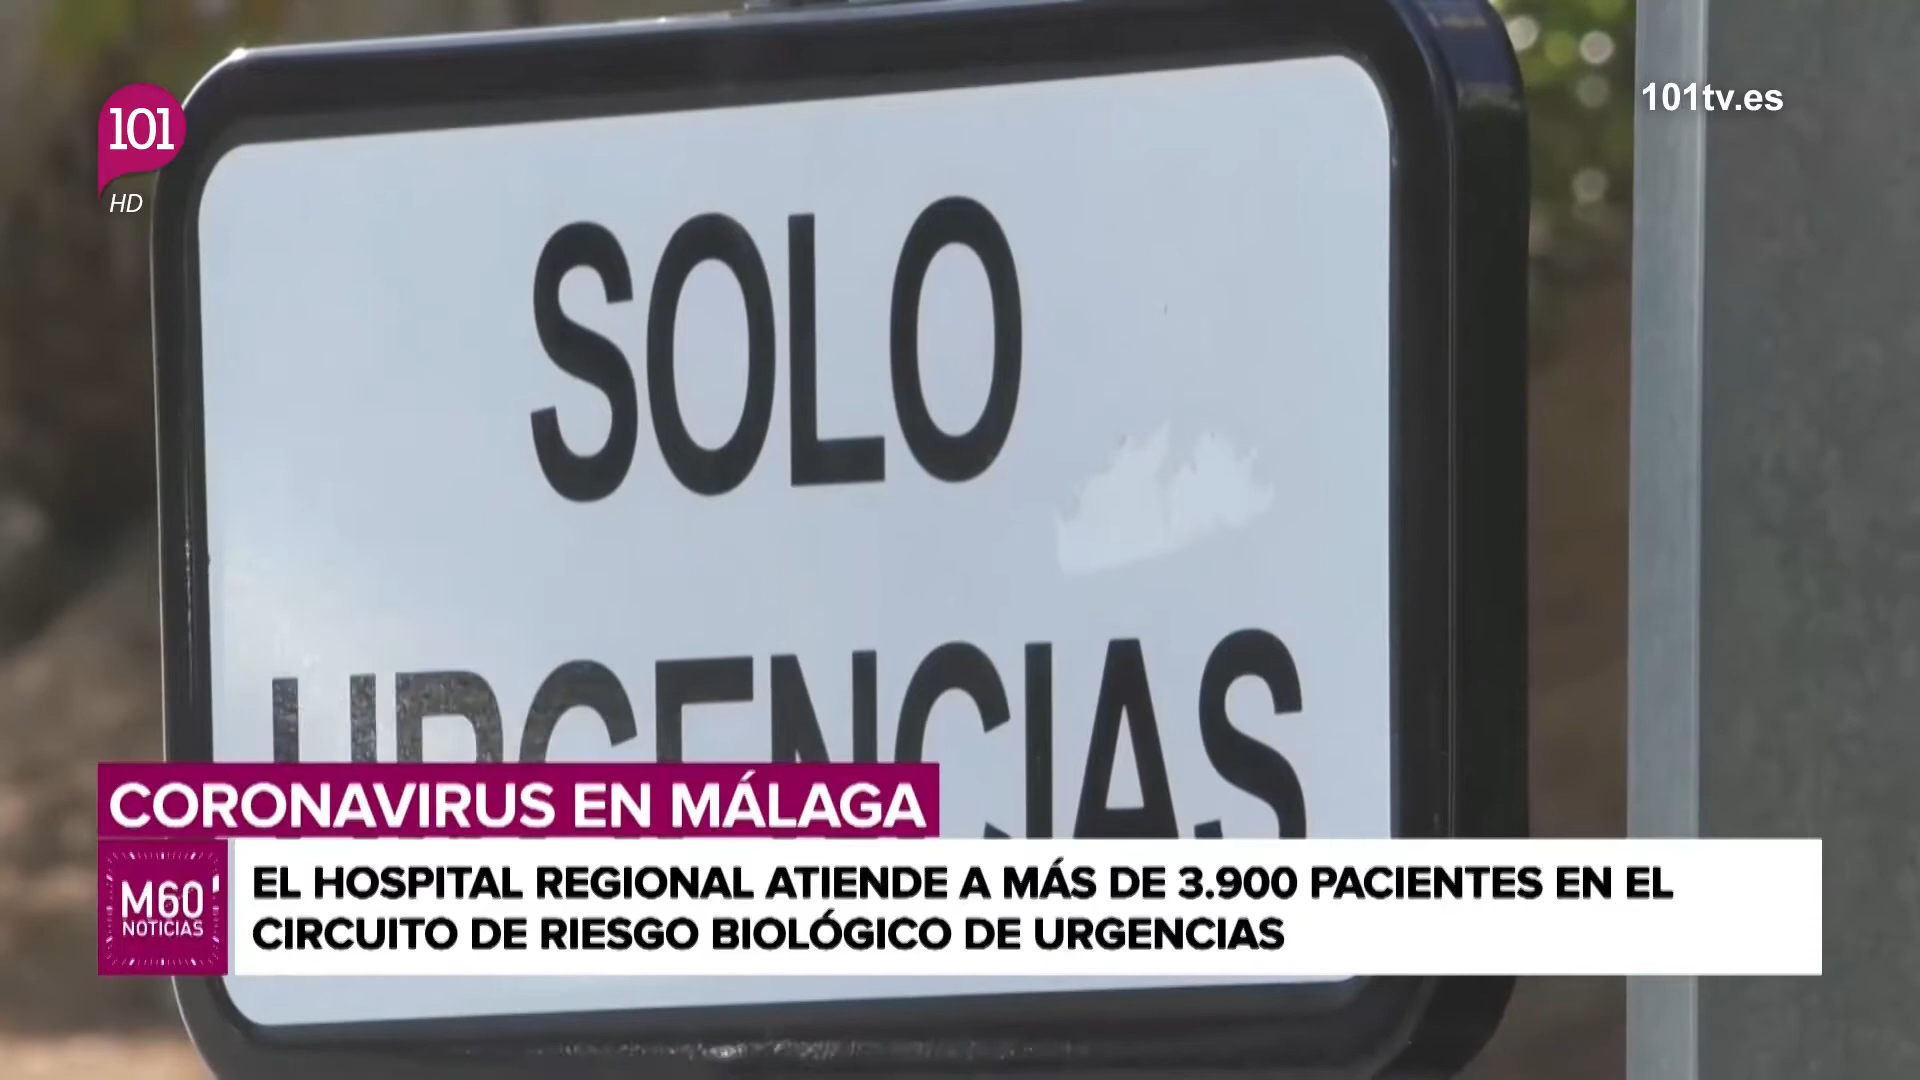 101
HD
101tv.es
SOLO
URGENCIAS
CORONAVIRUS EN MÁLAGA
M60
NOTICIAS
EL HOSPITAL REGIONAL ATIENDE A MÁS DE 3.900 PACIENTES EN EL
CIRCUITO DE RIESGO BIOLÓGICO DE URGENCIAS